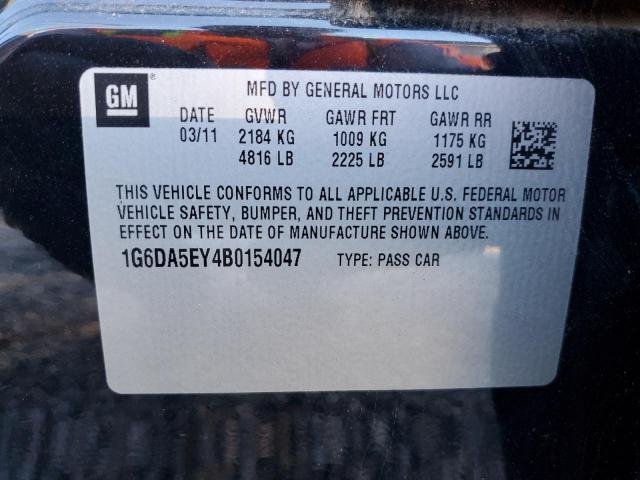 GM ®
MFD BY GENERAL MOTORS LLC
DATE GVWR GAWR FRT GAWR RR
03/11 2184 KG 1009 KG 1175 KG
4816 LB 2225 LB 2591 LB
THIS VEHICLE CONFORMS TO ALL APPLICABLE U.S. FEDERAL MOTOR
VEHICLE SAFETY, BUMPER, AND THEFT PREVENTION STANDARDS IN
EFFECT ON THE DATE OF MANUFACTURE SHOWN ABOVE.
1G6DA5EY4B0154047 TYPE: PASS CAR